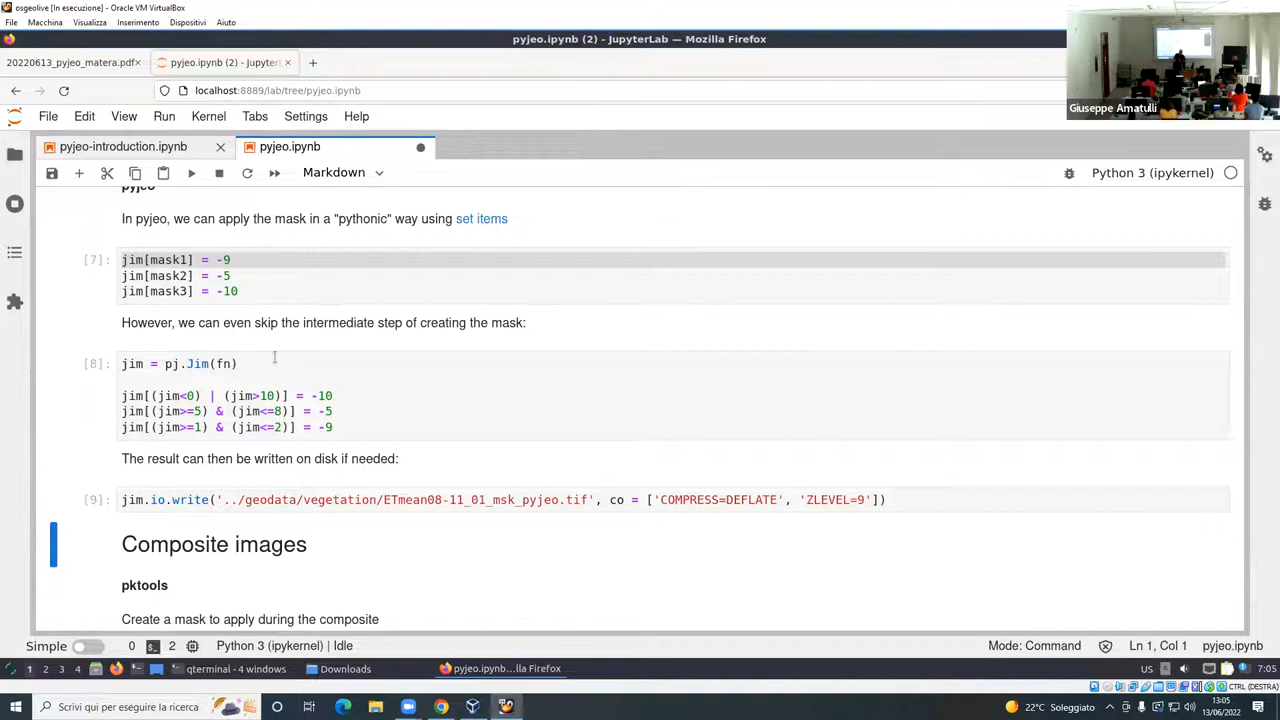 osgeolive [In esecuzione] - Oracle VM VirtualBox
File Macchina Visualizza Inserimento Dispositivi Aiuto
pyjeo.ipynb (2) - JupyterLab — Mozilla Firefox
20220613_pyjeo_matera.pdf
pyjeo.ipynb (2) - JupyterL
localhost:8889/lab/tree/pyjeo.ipynb
Giuseppe Amatulli
File Edit View Run Kernel Tabs Settings Help
pyjeo-introduction.ipynb
pyjeo.ipynb
Markdown
Python 3 (ipykernel)
pyjeo
In pyjeo, we can apply the mask in a "pythonic" way using set items
[7]:
jim[mask1] = -9
jim[mask2] = -5
jim[mask3] = -10
However, we can even skip the intermediate step of creating the mask:
[8]:
jim = pj.Jim(fn)
jim[(jim<0) | (jim>10)] = -10
jim[(jim>=5) & (jim<=8)] = -5
jim[(jim>=1) & (jim<=2)] = -9
The result can then be written on disk if needed:
[9]:
jim.io.write('../geodata/vegetation/ETmean08-11_01_msk_pyjeo.tif', co = ['COMPRESS=DEFLATE', 'ZLEVEL=9'])
Composite images
pktools
Create a mask to apply during the composite
Simple 0 2 Python 3 (ipykernel) | Idle Mode: Command Ln 1, Col 1 pyjeo.ipynb
1 2 3 4 qterminal - 4 windows Downloads pyjeo.ipynb...lla Firefox US 7:05
CTRL (DESTRA)
Scrivi qui per eseguire la ricerca 22°C Soleggiato 13:05
13/06/2022